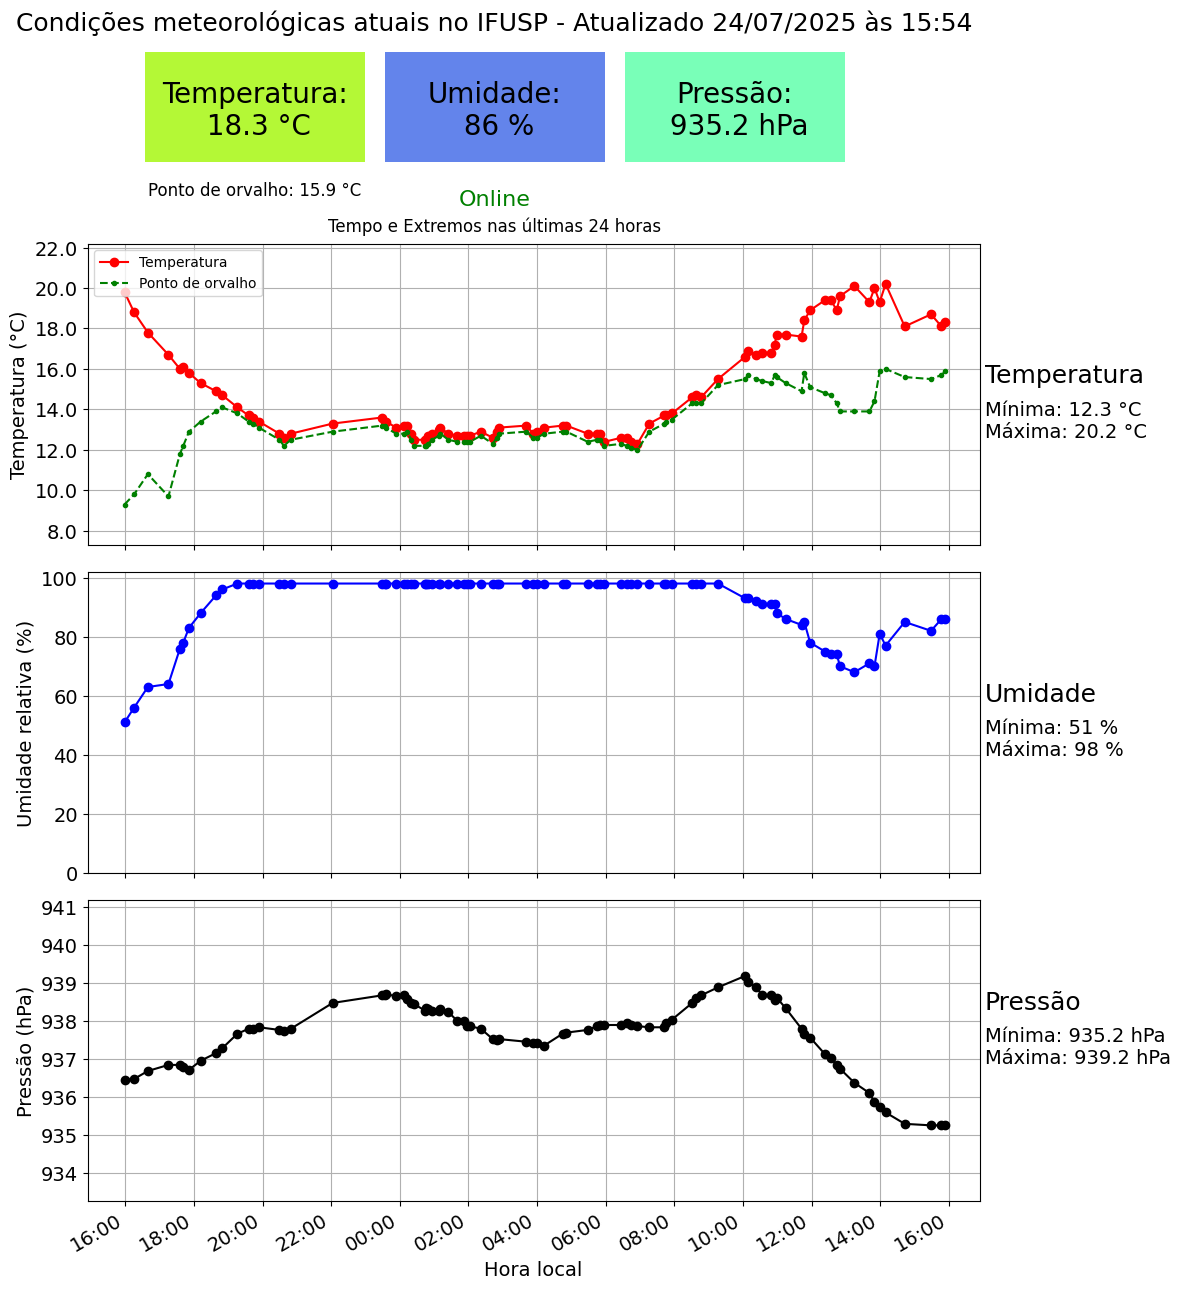 Condições meteorológicas atuais no IFUSP - Atualizado 24/07/2025 às 15:54
Temperatura:
18.3 °C
Umidade:
86 %
Pressão:
935.2 hPa
Ponto de orvalho: 15.9 °C
Online
Tempo e Extremos nas últimas 24 horas
Temperatura
Ponto de orvalho
22.0
20.0
18.0
16.0
14.0
12.0
10.0
8.0
Temperatura (°C)
Temperatura
Mínima: 12.3 °C
Máxima: 20.2 °C
100
80
60
40
20
0
Umidade relativa (%)
Umidade
Mínima: 51 %
Máxima: 98 %
941
940
939
938
937
936
935
934
Pressão (hPa)
Pressão
Mínima: 935.2 hPa
Máxima: 939.2 hPa
16:00
18:00
20:00
22:00
00:00
02:00
04:00
06:00
08:00
10:00
12:00
14:00
16:00
Hora local